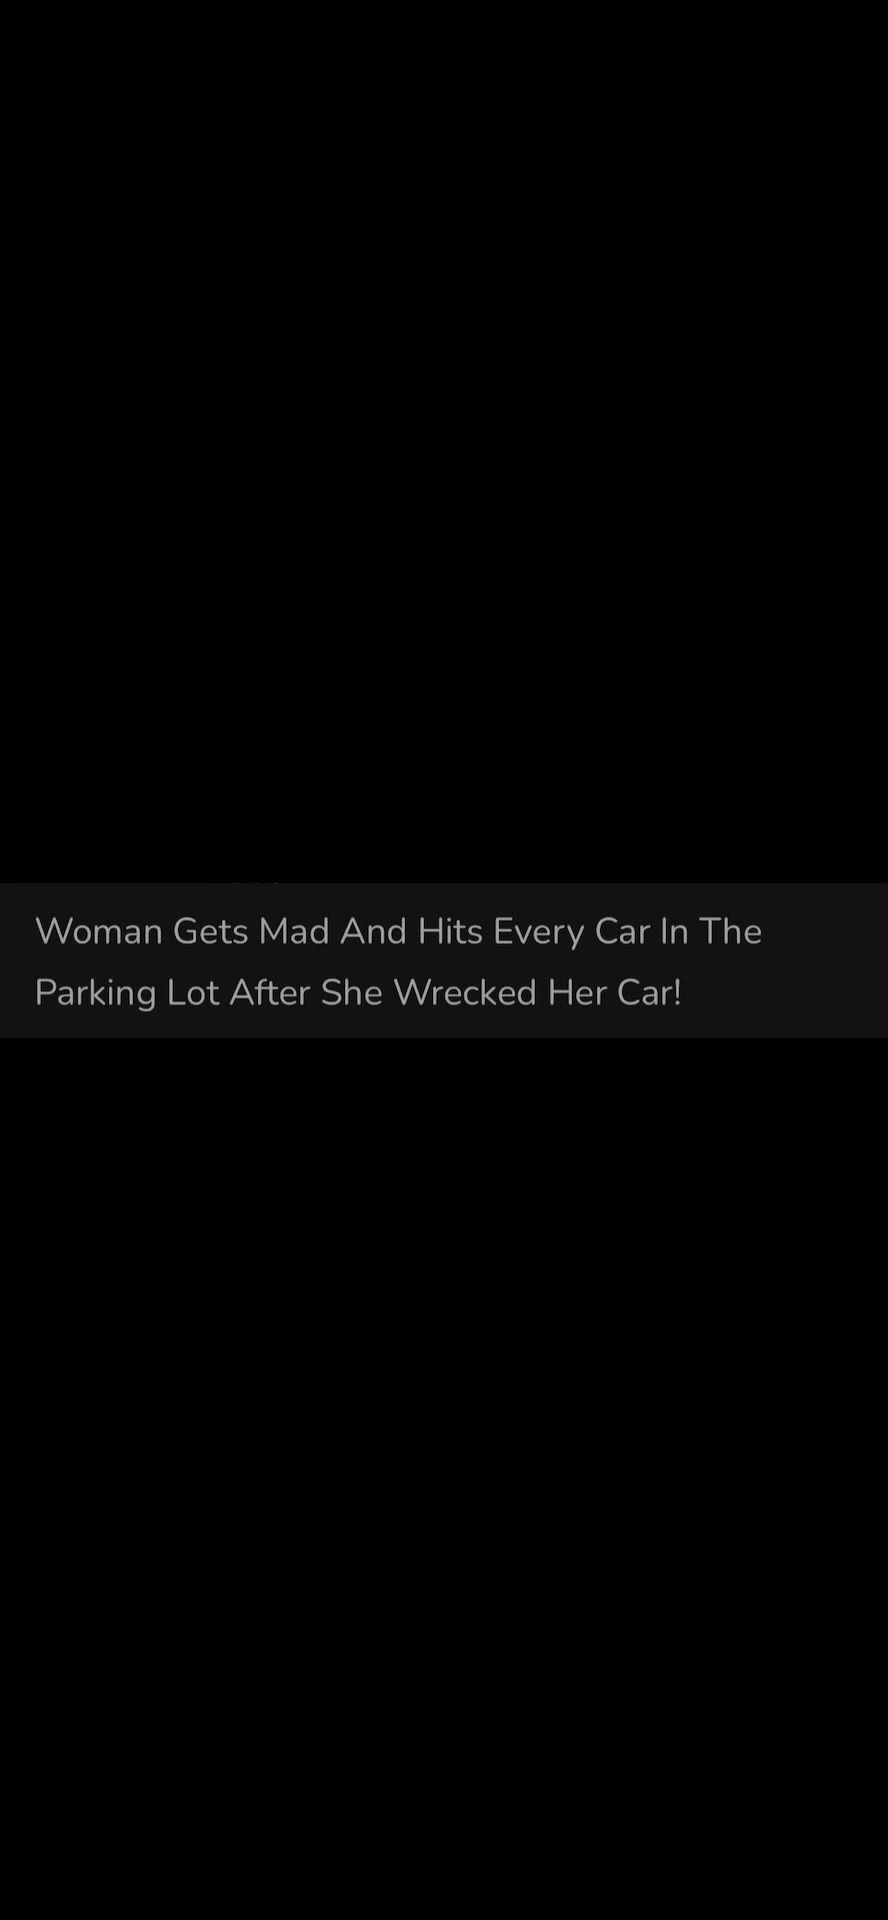 Woman Gets Mad And Hits Every Car In The
Parking Lot After She Wrecked Her Car!